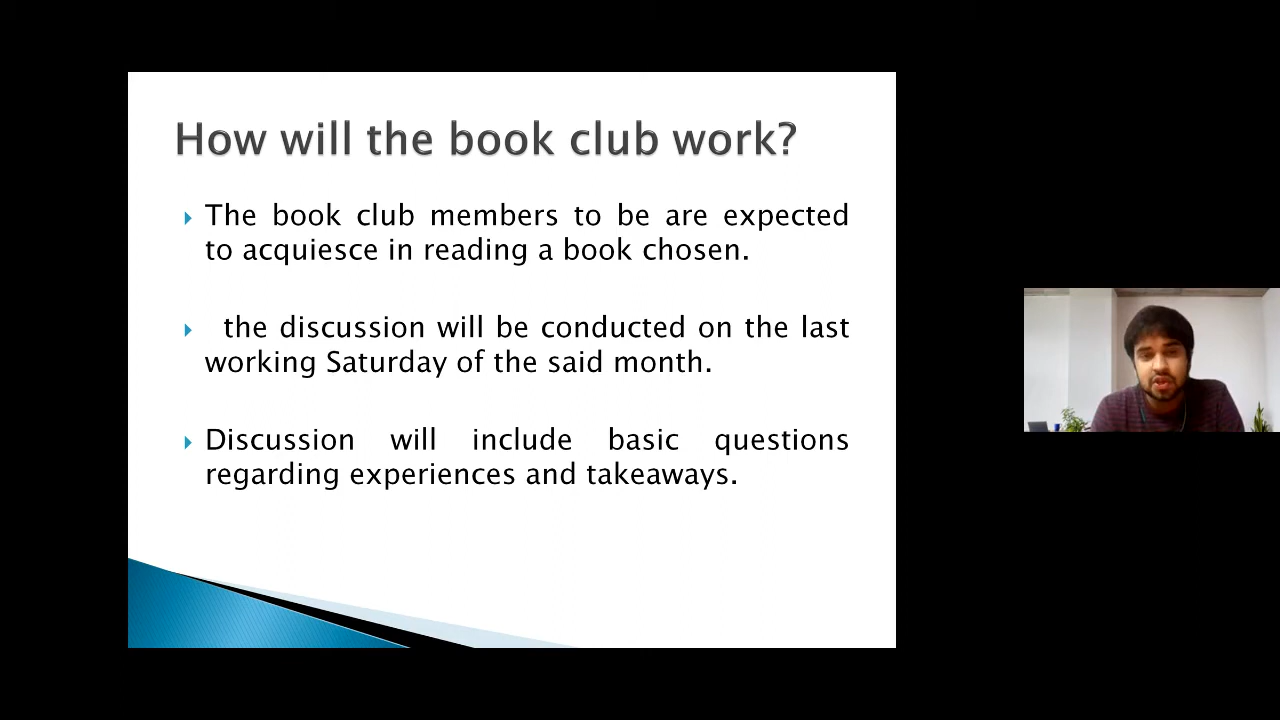 How will the book club work?
The book club members to be are expected
to acquiesce in reading a book chosen.
the discussion will be conducted on the last
working Saturday of the said month.
Discussion will include basic questions
regarding experiences and takeaways.